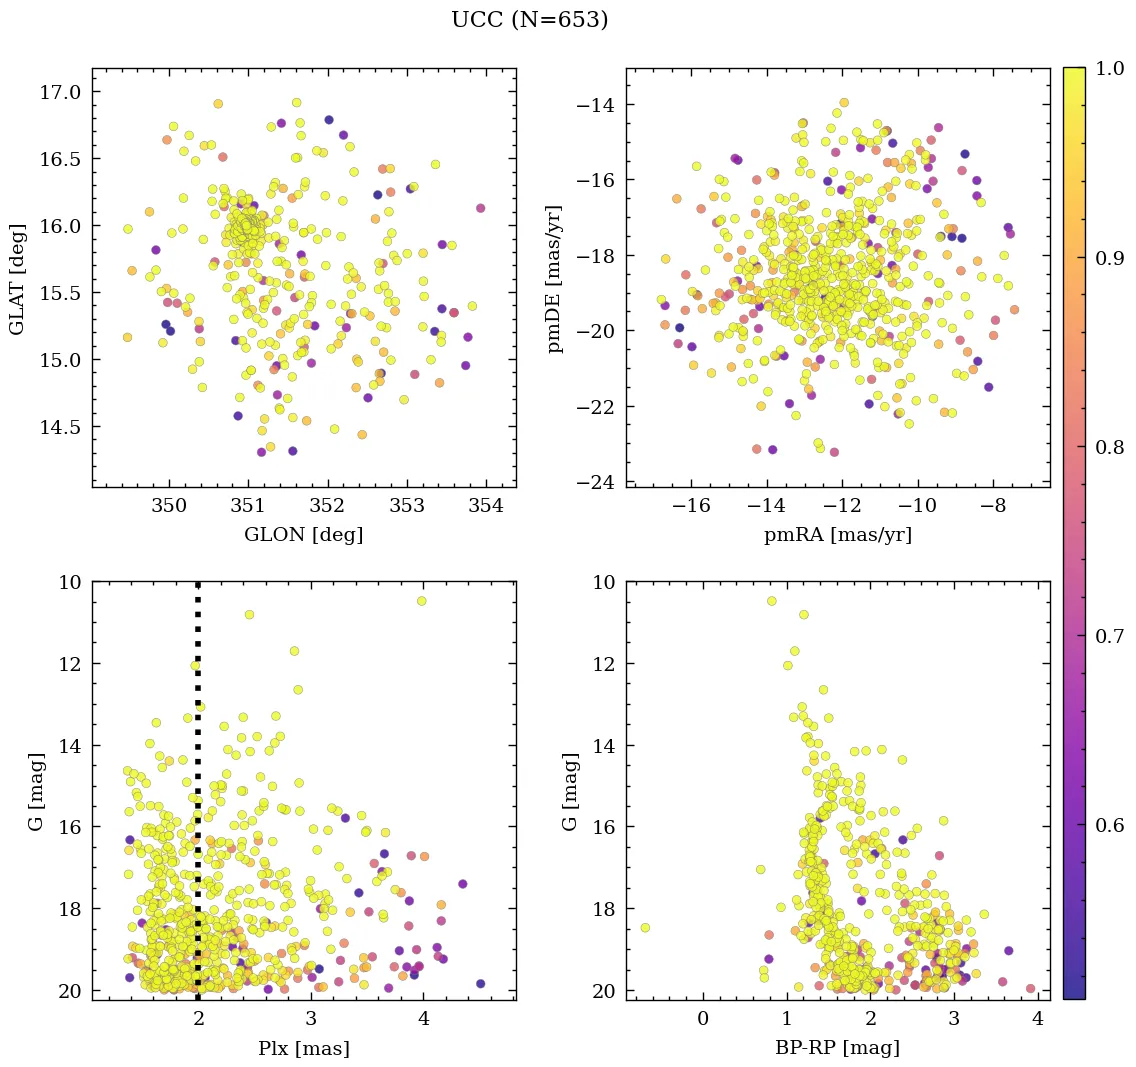 UCC (N=653)
17.0
16.5
16.0
15.5
15.0
14.5
GLAT [deg]
350 351 352 353 354
GLON [deg]
−14
−16
−18
−20
−22
−24
pmDE [mas/yr]
−16 −14 −12 −10 −8
pmRA [mas/yr]
10
12
14
16
18
20
G [mag]
2 3 4
Plx [mas]
10
12
14
16
18
20
G [mag]
0 1 2 3 4
BP-RP [mag]
1.0
0.9
0.8
0.7
0.6